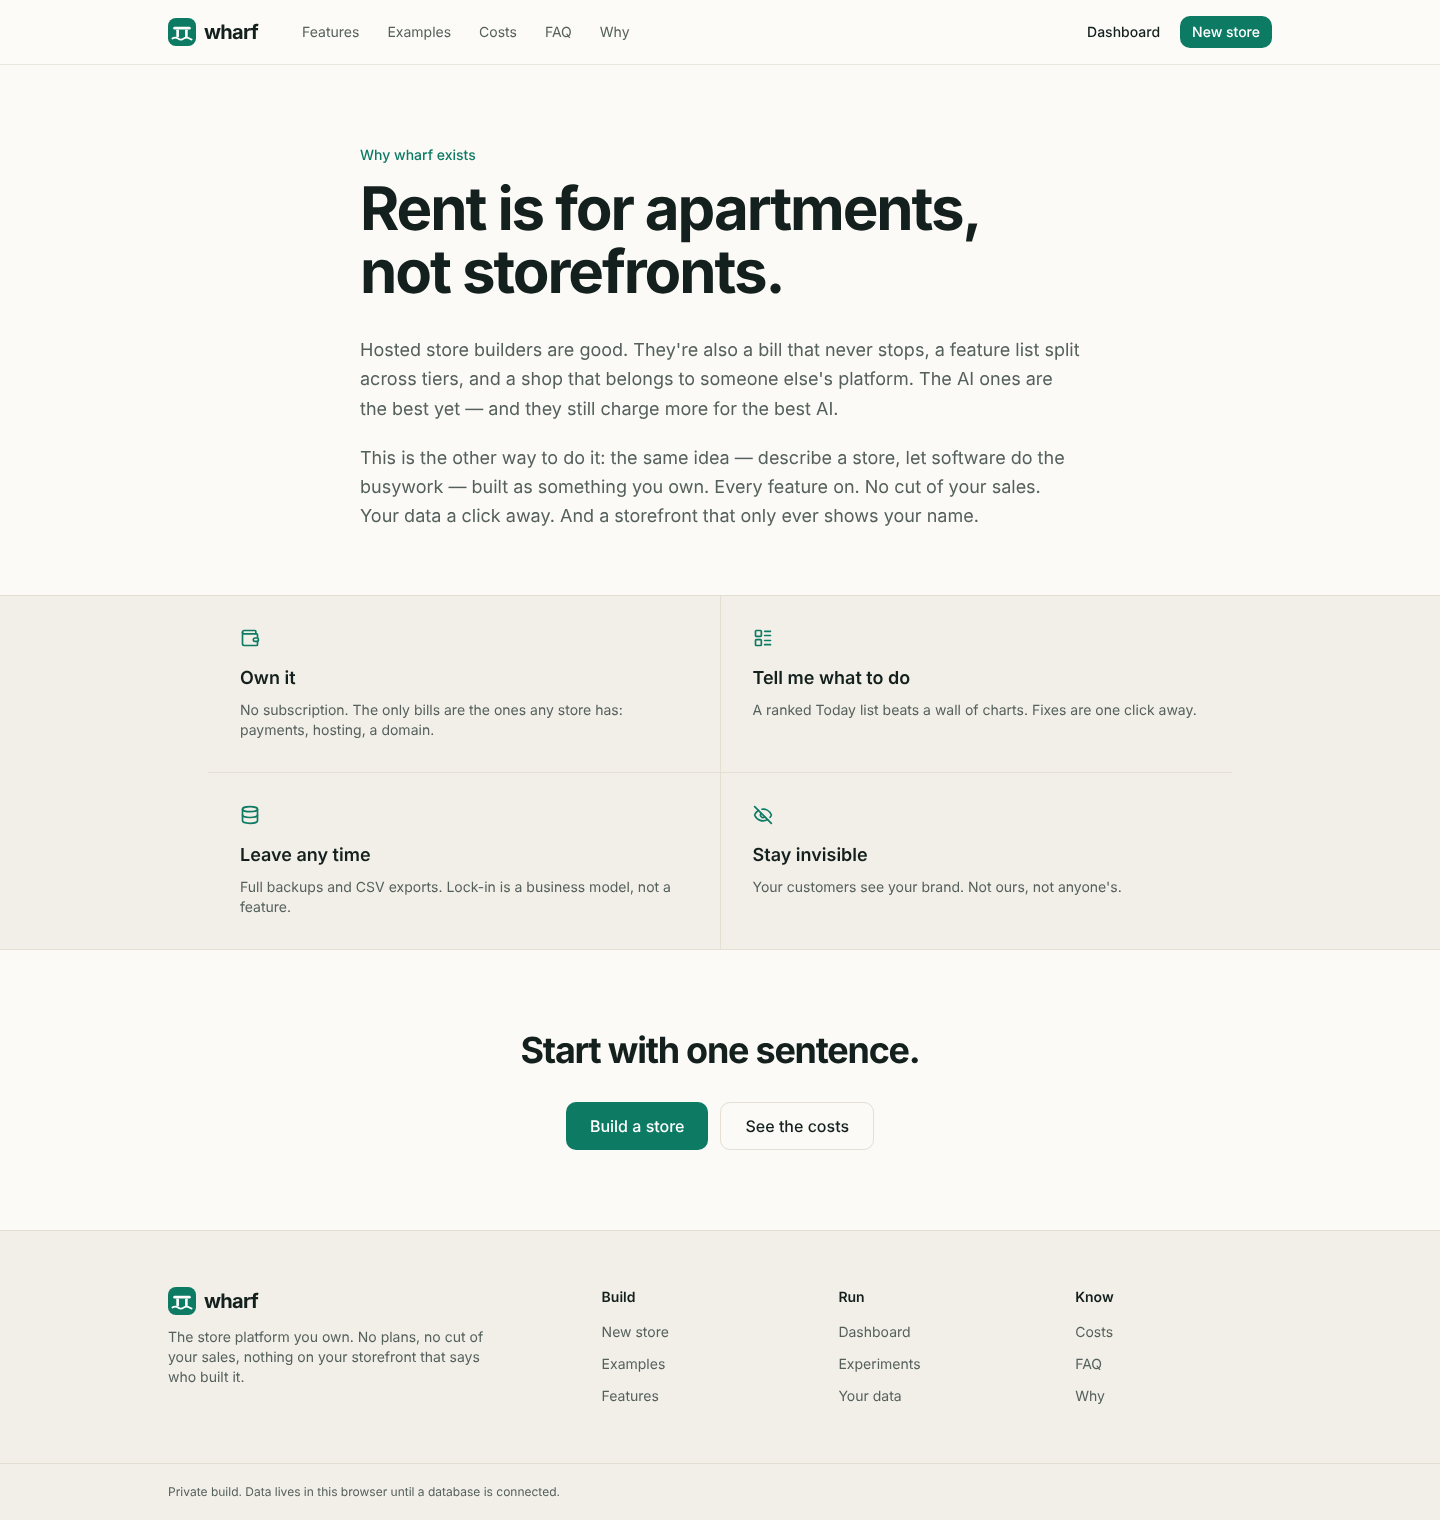 wharf
Features
Examples
Costs
FAQ
Why
Dashboard
New store
Why wharf exists
Rent is for apartments,
not storefronts.
Hosted store builders are good. They're also a bill that never stops, a feature list split
across tiers, and a shop that belongs to someone else's platform. The AI ones are
the best yet — and they still charge more for the best AI.
This is the other way to do it: the same idea — describe a store, let software do the
busywork — built as something you own. Every feature on. No cut of your sales.
Your data a click away. And a storefront that only ever shows your name.
Own it
No subscription. The only bills are the ones any store has:
payments, hosting, a domain.
Tell me what to do
A ranked Today list beats a wall of charts. Fixes are one click away.
Leave any time
Full backups and CSV exports. Lock-in is a business model, not a
feature.
Stay invisible
Your customers see your brand. Not ours, not anyone's.
Start with one sentence.
Build a store
See the costs
wharf
The store platform you own. No plans, no cut of
your sales, nothing on your storefront that says
who built it.
Build
New store
Examples
Features
Run
Dashboard
Experiments
Your data
Know
Costs
FAQ
Why
Private build. Data lives in this browser until a database is connected.